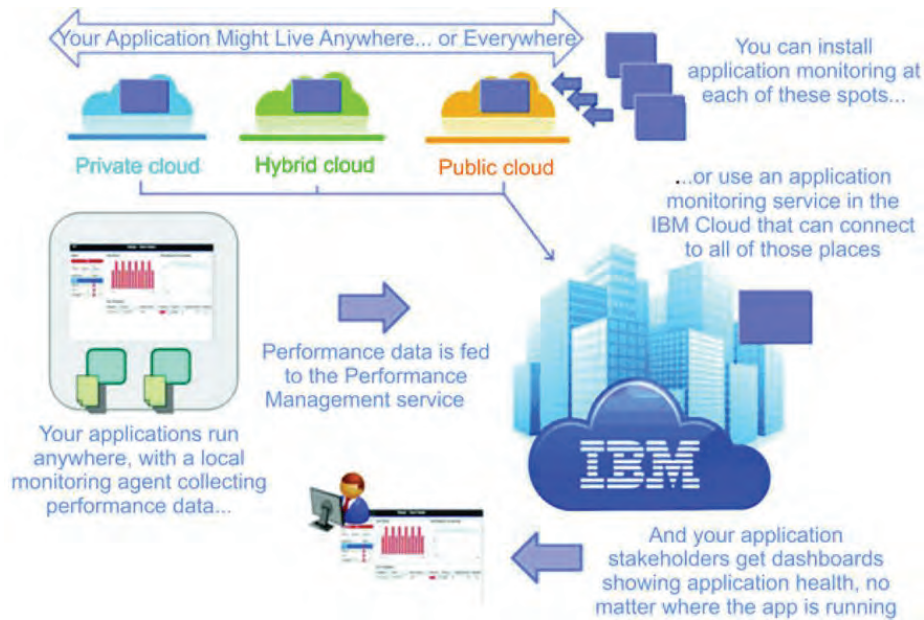 Your Application Might Live Anywhere... or Everywhere
You can install
application monitoring at
each of these spots...
Private cloud
Hybrid cloud
Public cloud
...or use an application
monitoring service in the
IBM Cloud that can connect
to all of those places
Performance data is fed
to the Performance
Management service
Your applications run
anywhere, with a local
monitoring agent collecting
performance data...
IBM
And your application
stakeholders get dashboards
showing application health, no
matter where the app is running